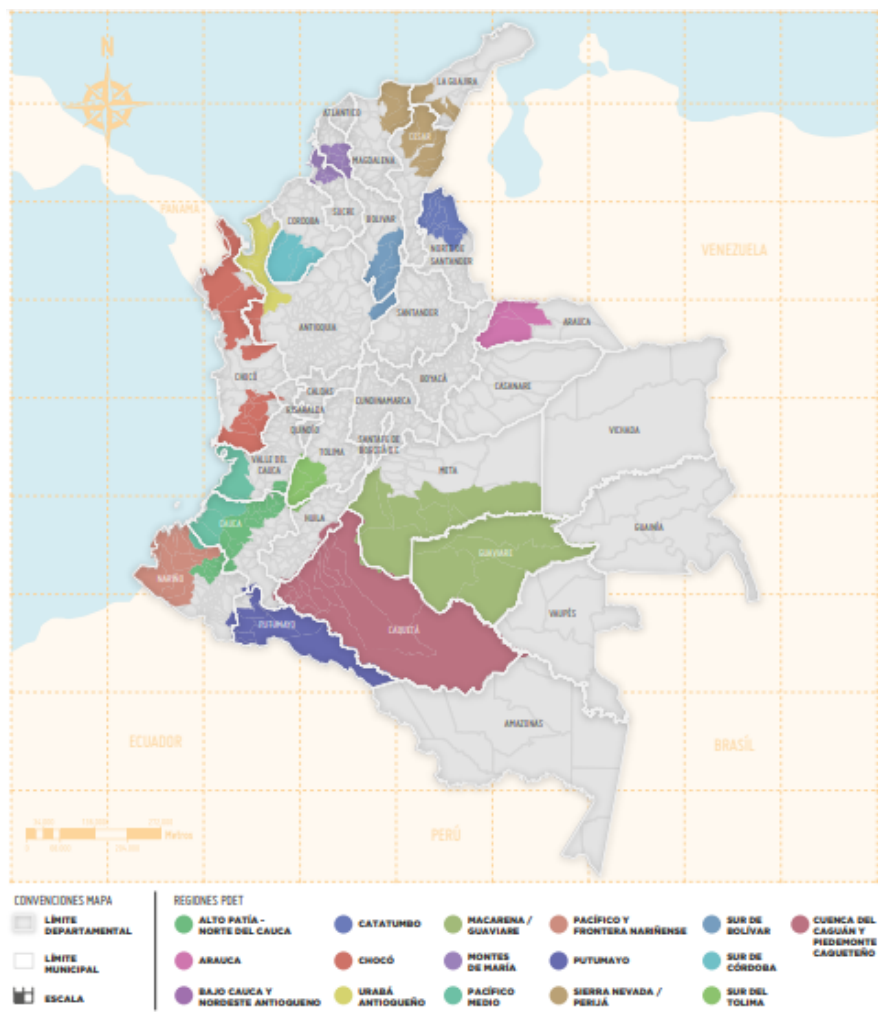 N
LA GUAJIRA
ATLÁNTICO
CESAR
MAGDALENA
PANAMÁ
SUCRE
CÓRDOBA
BOLÍVAR
VENEZUELA
NORTE DE
SANTANDER
SANTANDER
ARAUCA
ANTIOQUIA
CHOCÓ
BOYACÁ
CASANARE
CALDAS
CUNDINAMARCA
RISARALDA
QUINDÍO
VICHADA
SANTAFÉ DE
BOGOTÁ D.C
TOLIMA
VALLE DEL
CAUCA
META
CAUCA
HUILA
GUAINÍA
GUAVIARE
NARIÑO
VAUPÉS
PUTUMAYO
CAQUETÁ
AMAZONAS
ECUADOR
BRASÍL
PERÚ
Metros
0
CONVENCIONES MAPA
LÍMITE
DEPARTAMENTAL
LÍMITE
MUNICIPAL
ESCALA
REGIONES PDET
ALTO PATÍA -
NORTE DEL CAUCA
ARAUCA
BAJO CAUCA Y
NORDESTE ANTIOQUENO
CATATUMBO
CHOCÓ
URABÁ
ANTIOQUEÑO
MACARENA /
GUAVIARE
MONTES
DE MARÍA
PACÍFICO
MEDIO
PACÍFICO Y
FRONTERA NARIÑENSE
PUTUMAYO
SIERRA NEVADA /
PERIJÁ
SUR DE
BOLÍVAR
SUR DE
CÓRDOBA
SUR DEL
TOLIMA
CUENCA DEL
CAGUÁN Y
PIEDEMONTE
CAQUETEÑO